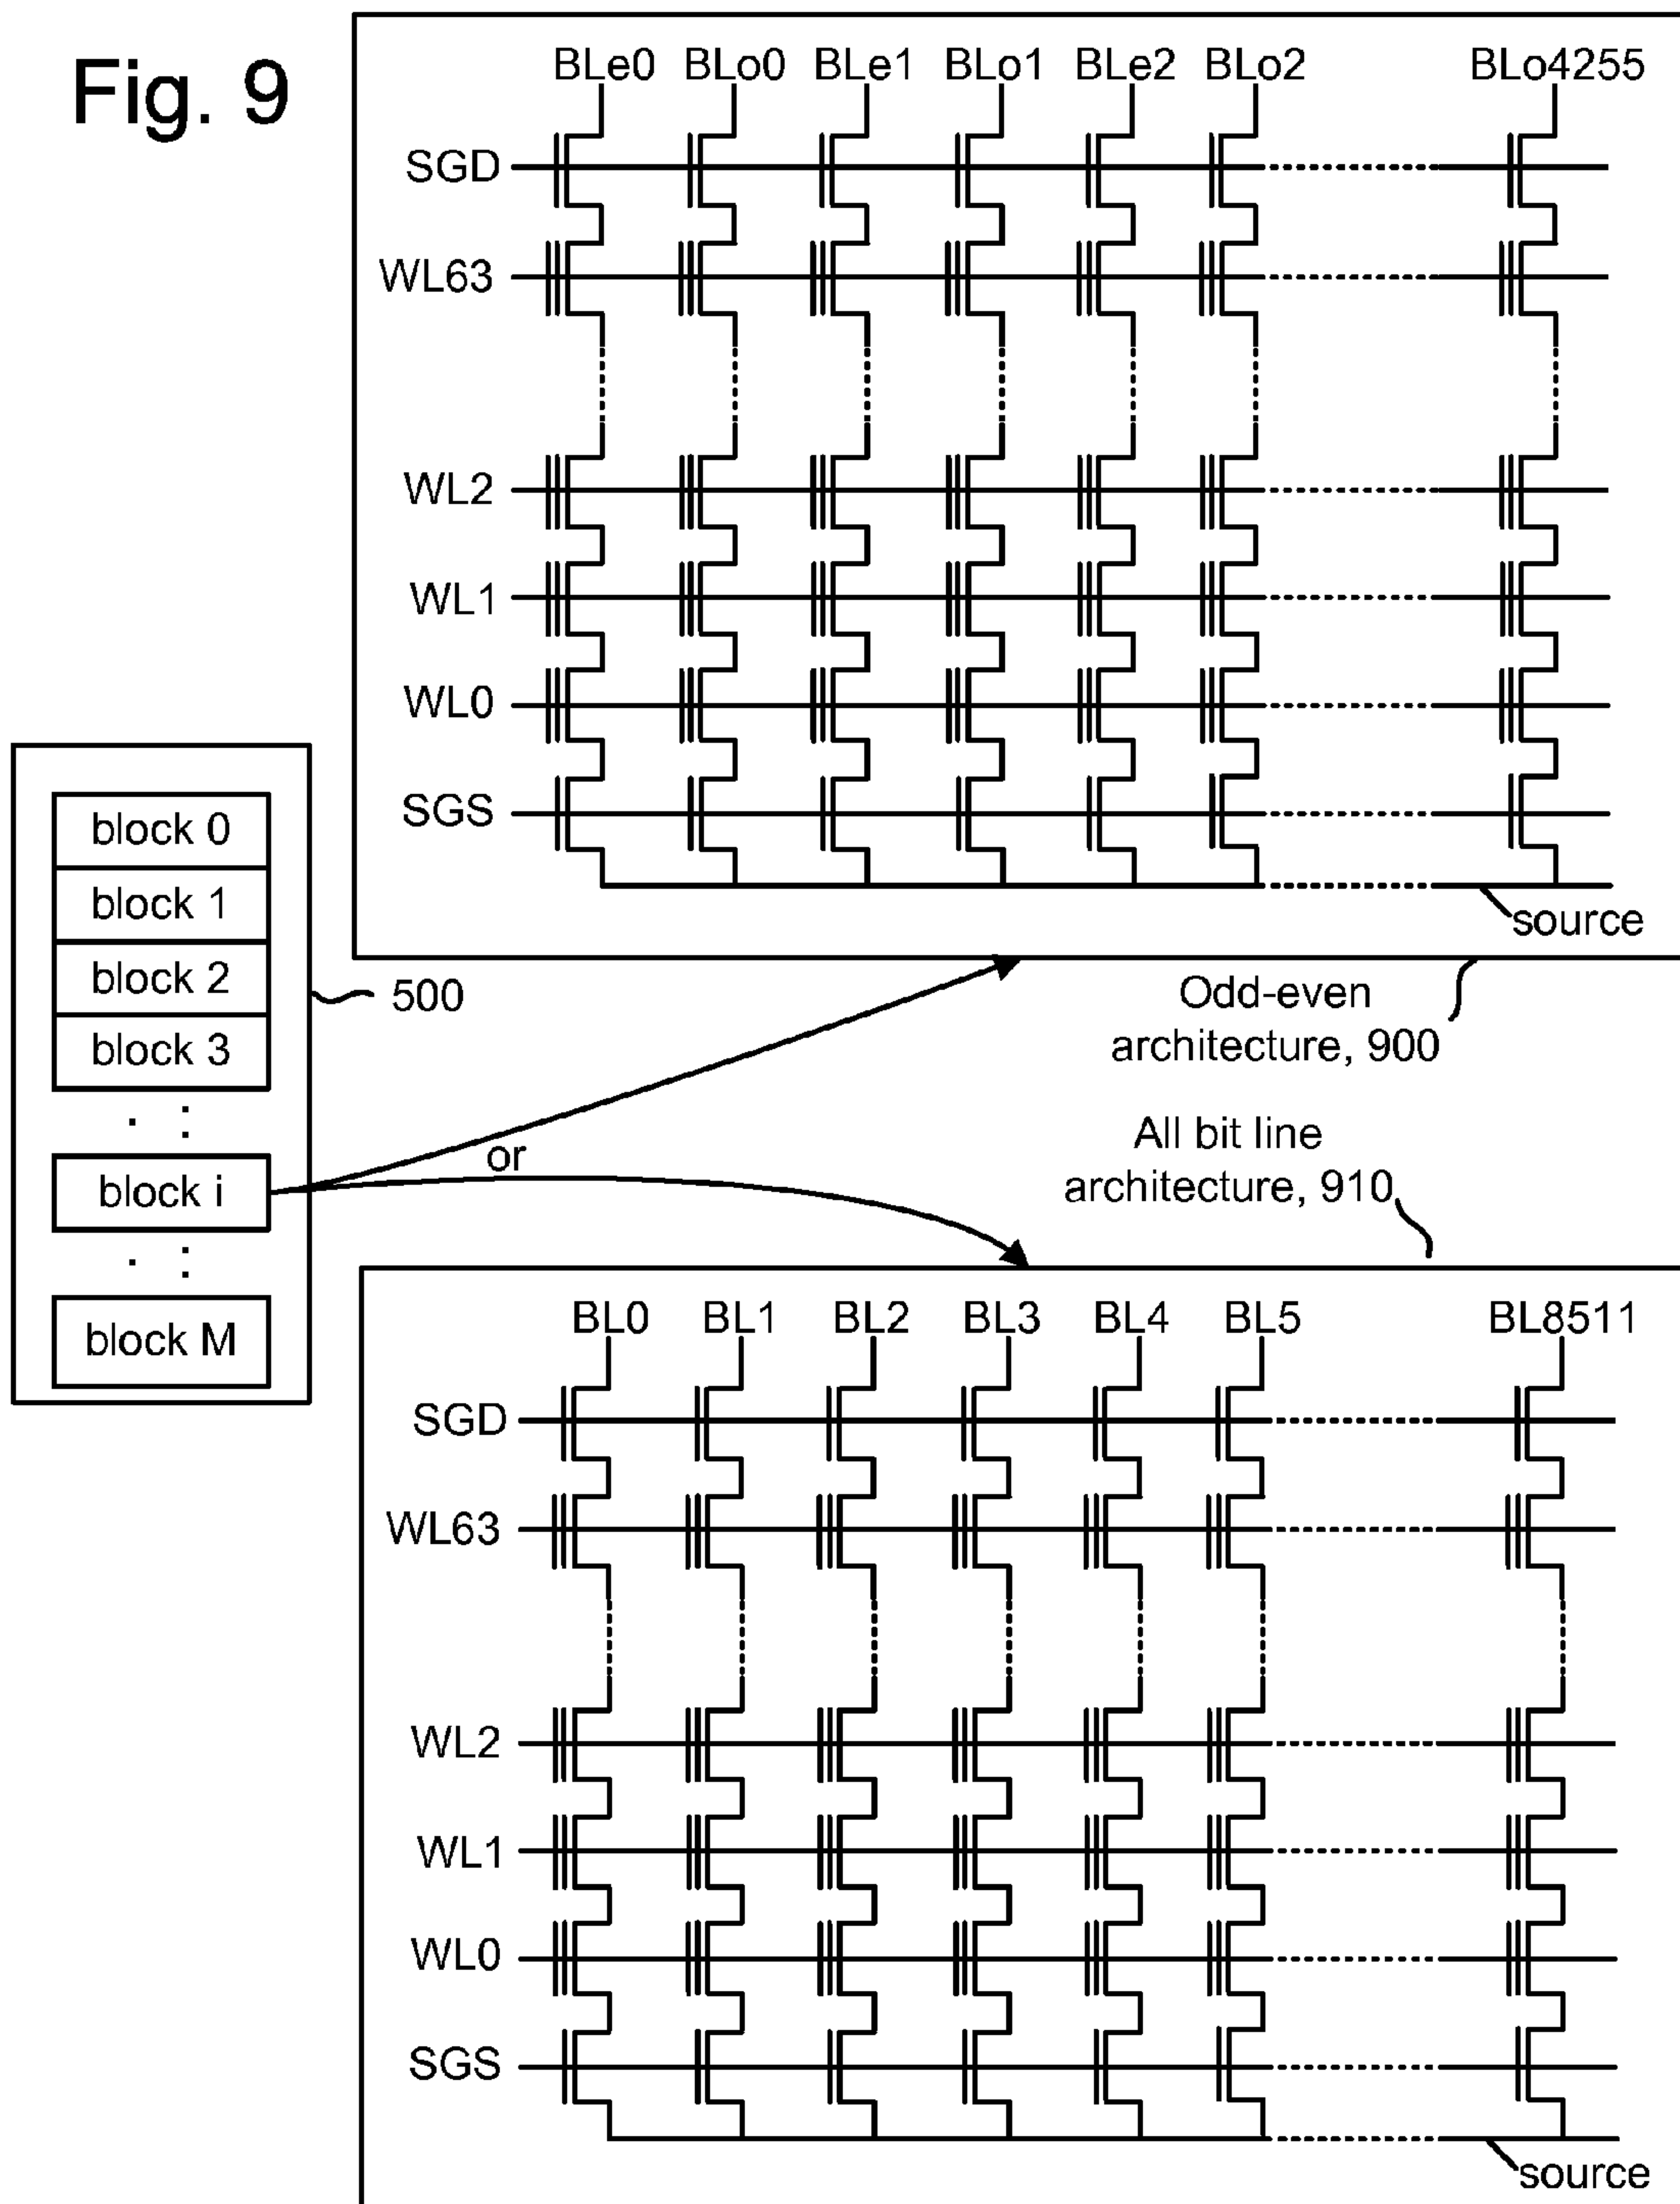 Fig. 9
BLe0 BLo0 BLe1 BLo1 BLe2 BLo2 BLo4255
SGD
WL63
WL2
WL1
WL0
SGS
source
block 0
block 1
block 2
block 3
block i
block M
500
or
Odd-even
architecture, 900
All bit line
architecture, 910
BL0 BL1 BL2 BL3 BL4 BL5 BL8511
SGD
WL63
WL2
WL1
WL0
SGS
source